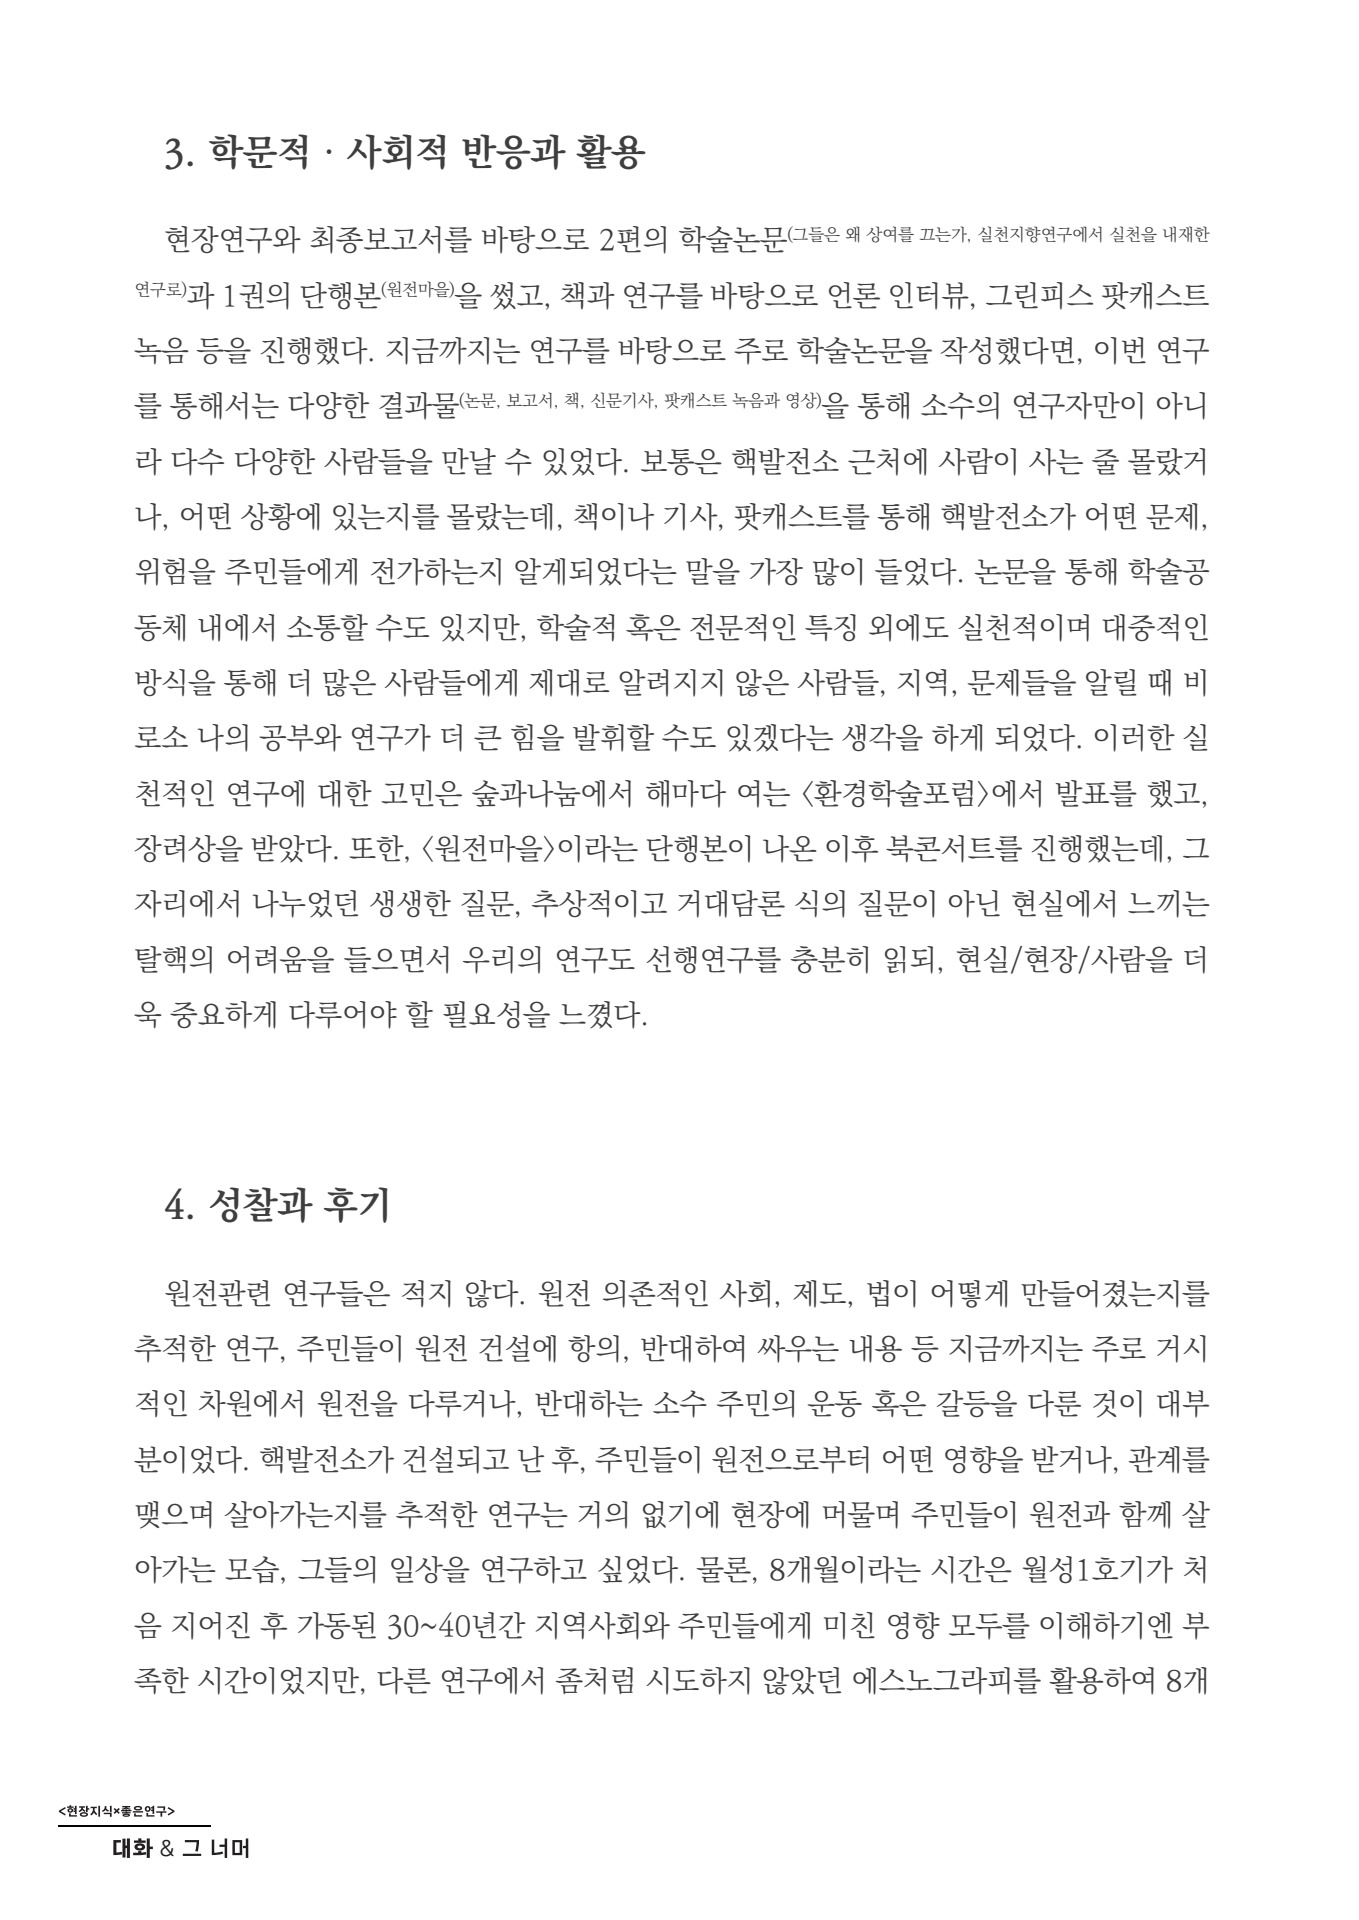 3. 학문적 · 사회적 반응과 활용
현장연구와 최종보고서를 바탕으로 2편의 학술논문(그들은 왜 상여를 끄는가, 실천지향연구에서 실천을 내재한
연구로)과 1권의 단행본(원전마을)을 썼고, 책과 연구를 바탕으로 언론 인터뷰, 그린피스 팟캐스트
녹음 등을 진행했다. 지금까지는 연구를 바탕으로 주로 학술논문을 작성했다면, 이번 연구
를 통해서는 다양한 결과물(논문, 보고서, 책, 신문기사, 팟캐스트 녹음과 영상)을 통해 소수의 연구자만이 아니
라 다수 다양한 사람들을 만날 수 있었다. 보통은 핵발전소 근처에 사람이 사는 줄 몰랐거
나, 어떤 상황에 있는지를 몰랐는데, 책이나 기사, 팟캐스트를 통해 핵발전소가 어떤 문제,
위험을 주민들에게 전가하는지 알게되었다는 말을 가장 많이 들었다. 논문을 통해 학술공
동체 내에서 소통할 수도 있지만, 학술적 혹은 전문적인 특징 외에도 실천적이며 대중적인
방식을 통해 더 많은 사람들에게 제대로 알려지지 않은 사람들, 지역, 문제들을 알릴 때 비
로소 나의 공부와 연구가 더 큰 힘을 발휘할 수도 있겠다는 생각을 하게 되었다. 이러한 실
천적인 연구에 대한 고민은 숲과나눔에서 해마다 여는 〈환경학술포럼〉에서 발표를 했고,
장려상을 받았다. 또한, 〈원전마을〉이라는 단행본이 나온 이후 북콘서트를 진행했는데, 그
자리에서 나누었던 생생한 질문, 추상적이고 거대담론 식의 질문이 아닌 현실에서 느끼는
탈핵의 어려움을 들으면서 우리의 연구도 선행연구를 충분히 읽되, 현실/현장/사람을 더
욱 중요하게 다루어야 할 필요성을 느꼈다.
4. 성찰과 후기
원전관련 연구들은 적지 않다. 원전 의존적인 사회, 제도, 법이 어떻게 만들어졌는지를
추적한 연구, 주민들이 원전 건설에 항의, 반대하여 싸우는 내용 등 지금까지는 주로 거시
적인 차원에서 원전을 다루거나, 반대하는 소수 주민의 운동 혹은 갈등을 다룬 것이 대부
분이었다. 핵발전소가 건설되고 난 후, 주민들이 원전으로부터 어떤 영향을 받거나, 관계를
맺으며 살아가는지를 추적한 연구는 거의 없기에 현장에 머물며 주민들이 원전과 함께 살
아가는 모습, 그들의 일상을 연구하고 싶었다. 물론, 8개월이라는 시간은 월성1호기가 처
음 지어진 후 가동된 30~40년간 지역사회와 주민들에게 미친 영향 모두를 이해하기엔 부
족한 시간이었지만, 다른 연구에서 좀처럼 시도하지 않았던 에스노그라피를 활용하여 8개
<현장지식×좋은연구>
대화 & 그 너머